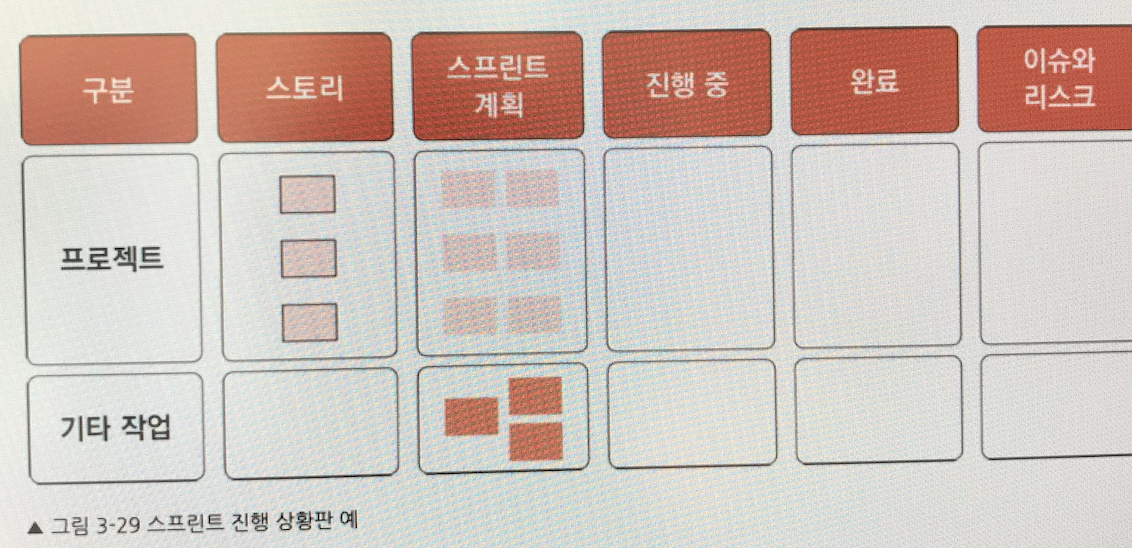 구분
스토리
스프린트
계획
진행 중
완료
이슈와
리스크
프로젝트
기타 작업
▲ 그림 3-29 스프린트 진행 상황판 예